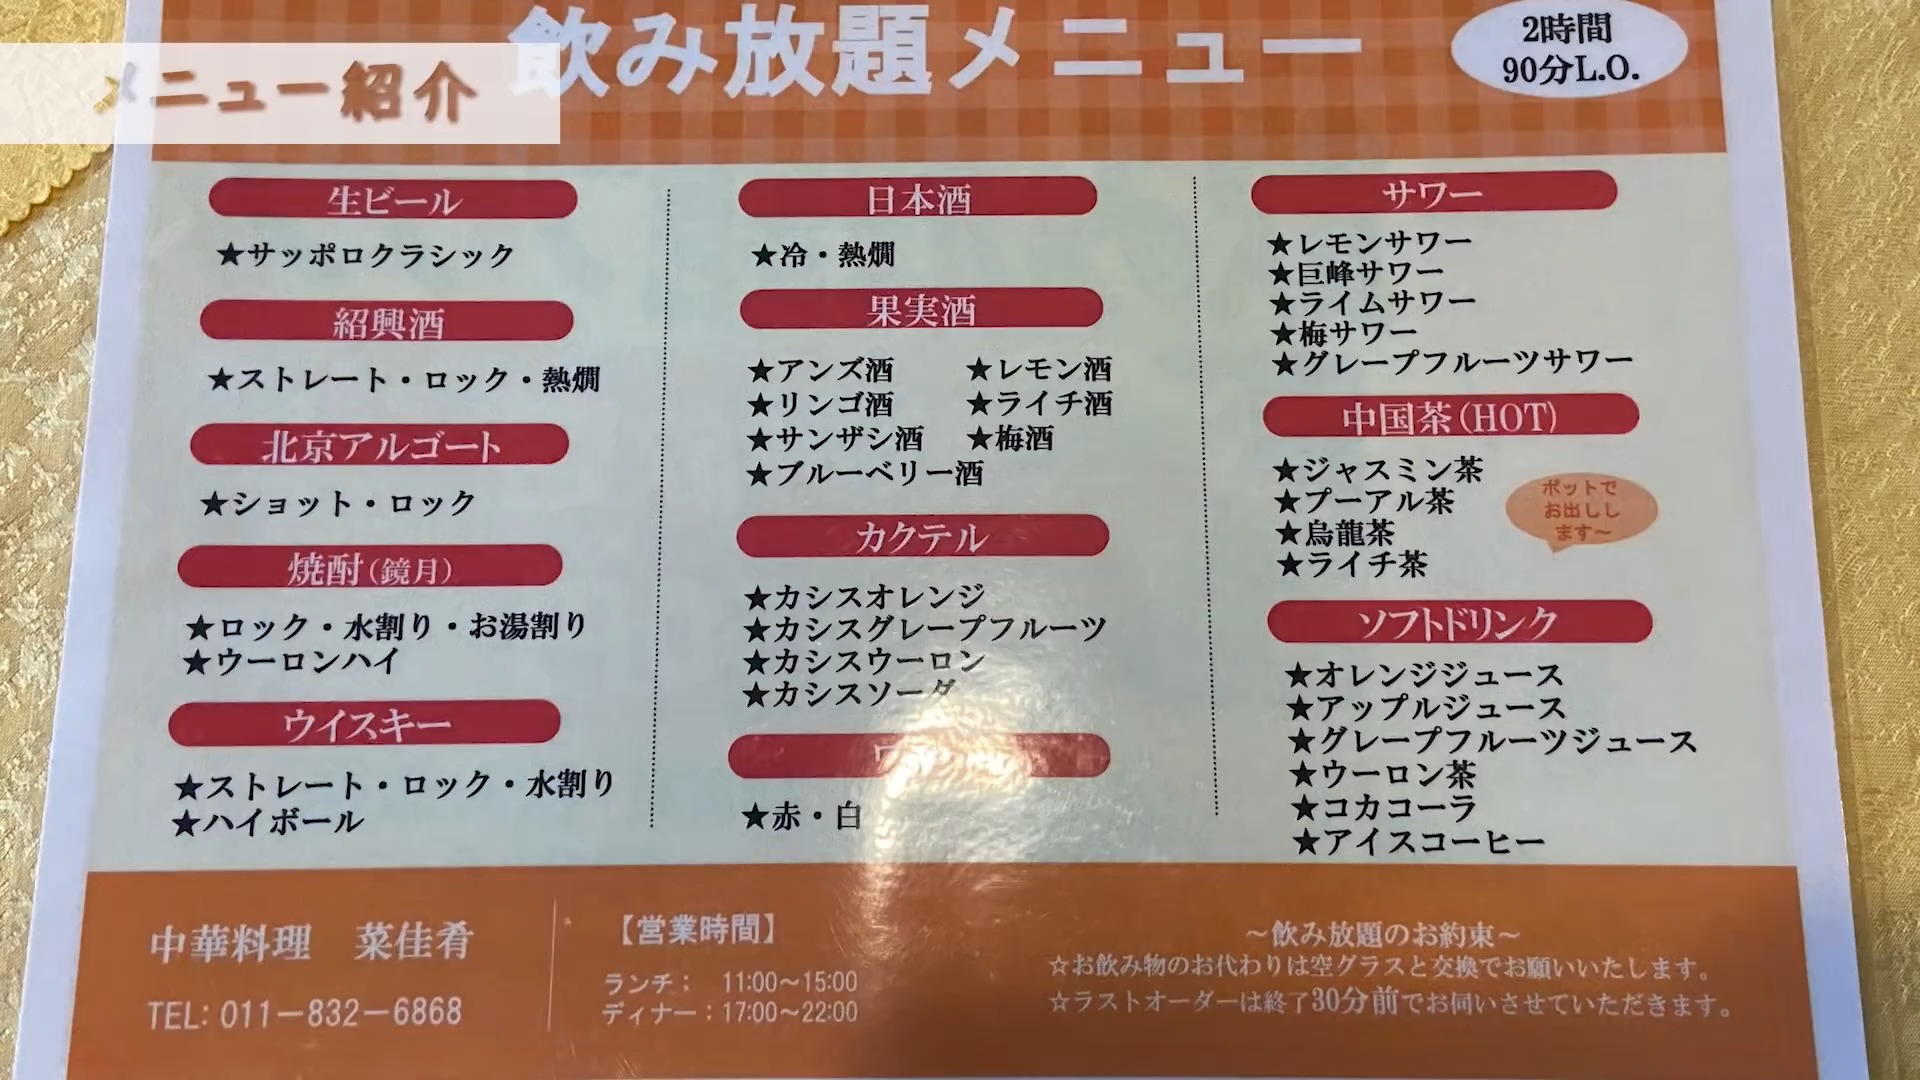 メニュー紹介
飲み放題メニュー
2時間
90分L.O.
生ビール
★サッポロクラシック
紹興酒
★ストレート・ロック・熱燗
北京アルゴート
★ショット・ロック
焼酎(鏡月)
★ロック・水割り・お湯割り
★ウーロンハイ
ウイスキー
★ストレート・ロック・水割り
★ハイボール
日本酒
★冷・熱燗
果実酒
★アンズ酒 ★レモン酒
★リンゴ酒 ★ライチ酒
★サンザシ酒 ★梅酒
★ブルーベリー酒
カクテル
★カシスオレンジ
★カシスグレープフルーツ
★カシスウーロン
★カシスソーダ
★赤・白
サワー
★レモンサワー
★巨峰サワー
★ライムサワー
★梅サワー
★グレープフルーツサワー
中国茶(HOT)
★ジャスミン茶
★プーアル茶
★烏龍茶
★ライチ茶
ポットで
お出しし
ます~
ソフトドリンク
★オレンジジュース
★アップルジュース
★グレープフルーツジュース
★ウーロン茶
★コカコーラ
★アイスコーヒー
中華料理 菜佳肴
TEL: 011-832-6868
【営業時間】
ランチ: 11:00~15:00
ディナー:17:00~22:00
~飲み放題のお約束~
☆お飲み物のお代わりは空グラスと交換でお願いいたします。
☆ラストオーダーは終了30分前でお伺いさせていただきます。